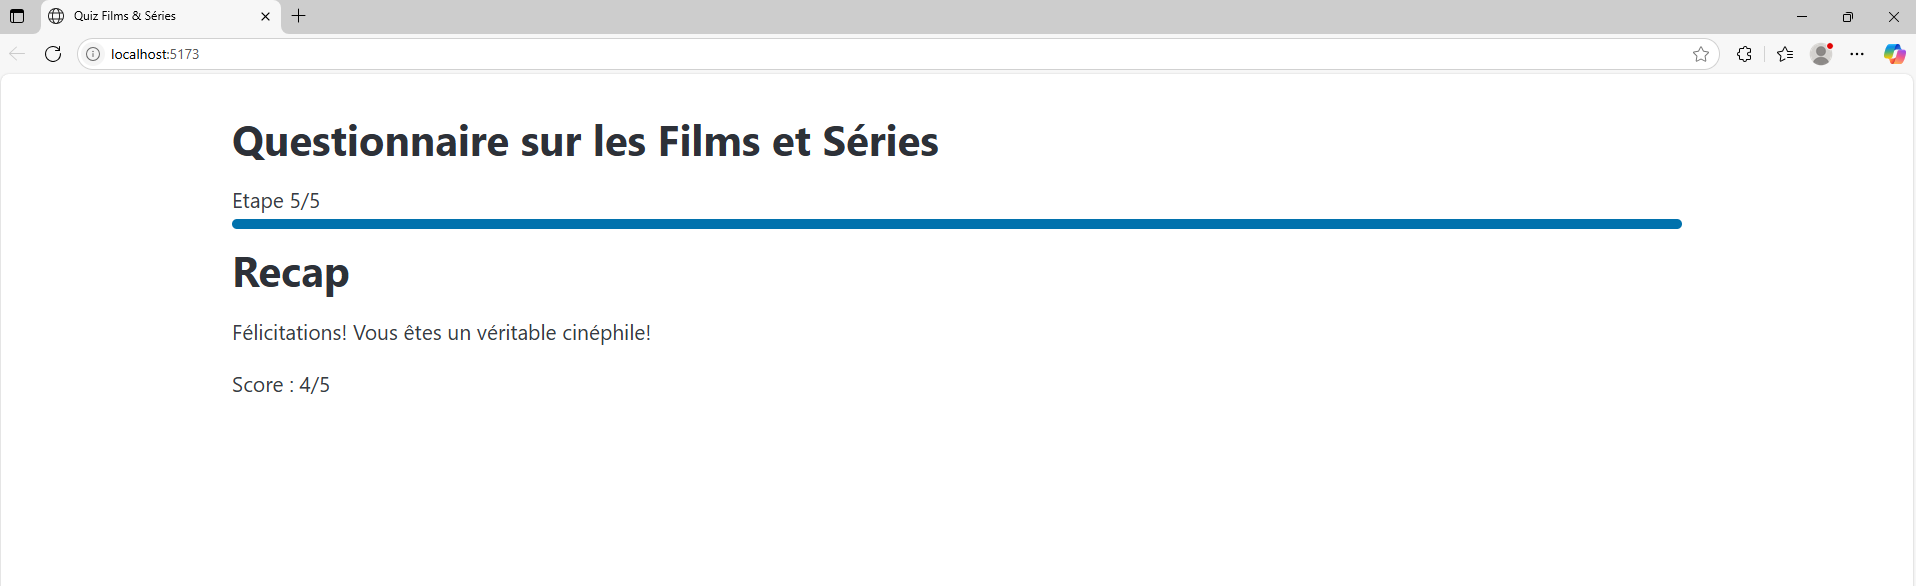 Quiz Films & Séries
localhost:5173
Questionnaire sur les Films et Séries
Etape 5/5
Recap
Félicitations! Vous êtes un véritable cinéphile!
Score : 4/5